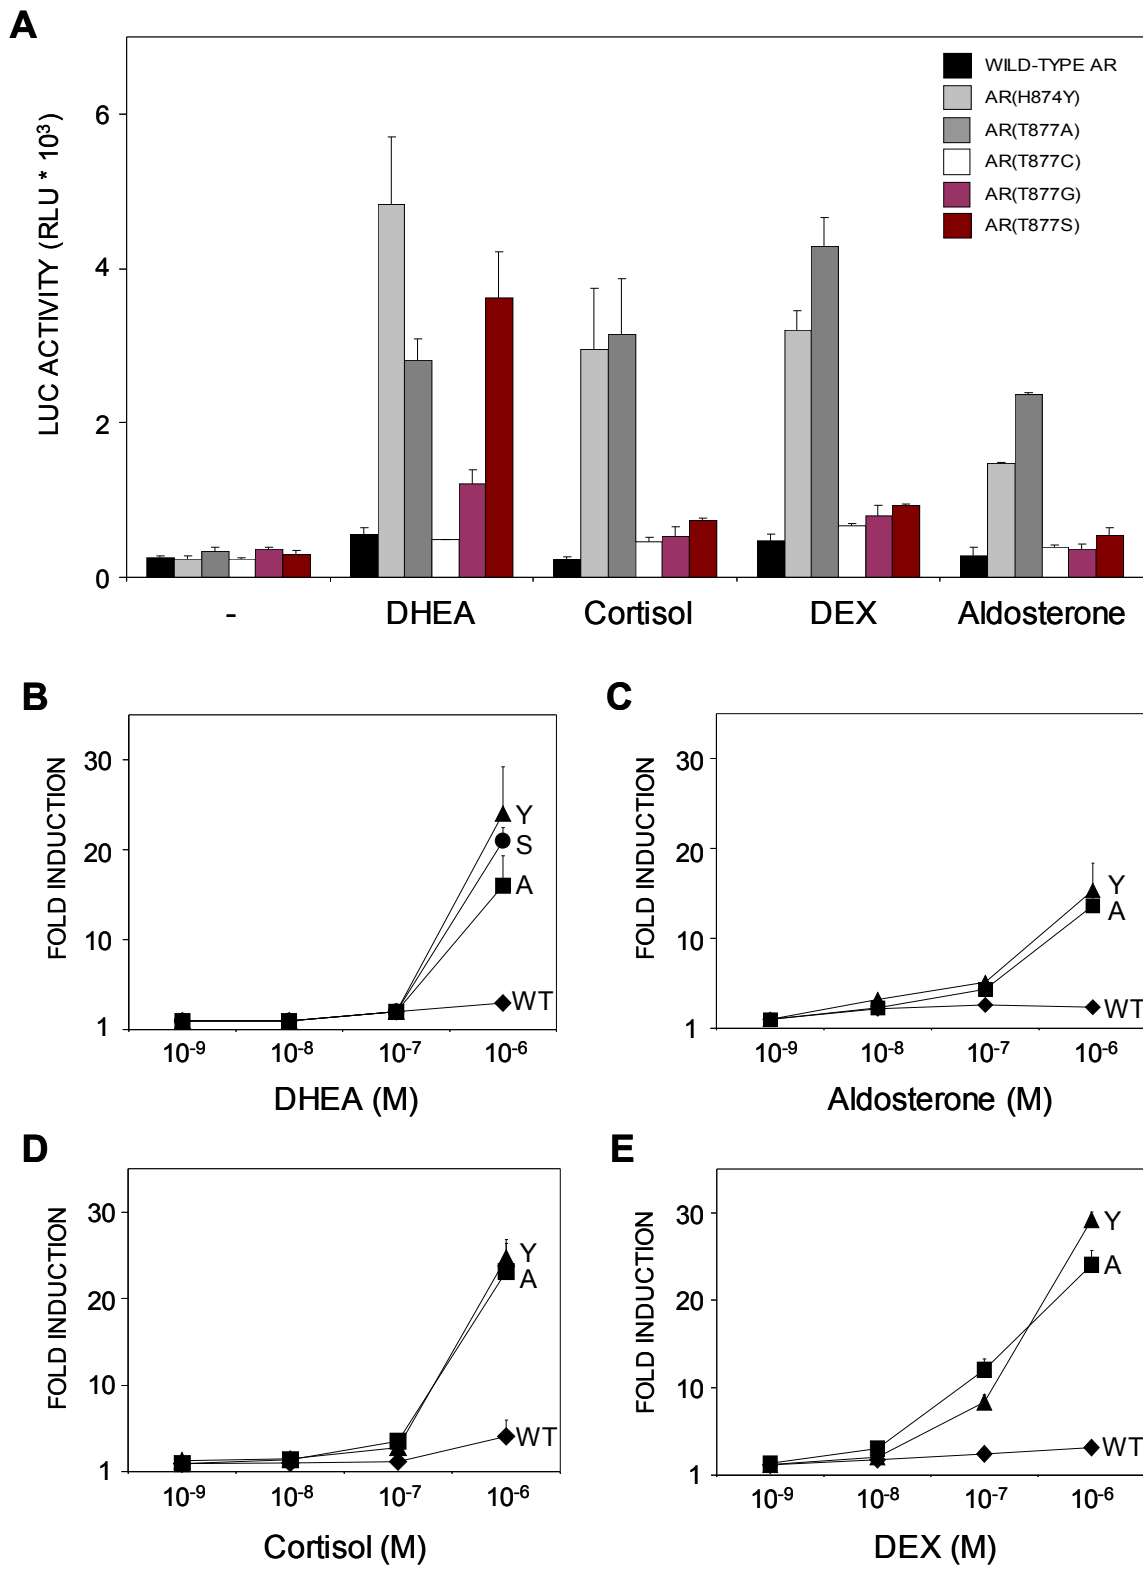 A
LUC ACTIVITY (RLU * 10³)
6
4
2
0
WILD-TYPE AR
AR(H874Y)
AR(T877A)
AR(T877C)
AR(T877G)
AR(T877S)
- DHEA Cortisol DEX Aldosterone
B
FOLD INDUCTION
30
20
10
1
Y
S
A
WT
10⁻⁹ 10⁻⁸ 10⁻⁷ 10⁻⁶
DHEA (M)
C
FOLD INDUCTION
30
20
10
1
Y
A
WT
10⁻⁹ 10⁻⁸ 10⁻⁷ 10⁻⁶
Aldosterone (M)
D
FOLD INDUCTION
30
20
10
1
Y
A
WT
10⁻⁹ 10⁻⁸ 10⁻⁷ 10⁻⁶
Cortisol (M)
E
FOLD INDUCTION
30
20
10
1
Y
A
WT
10⁻⁹ 10⁻⁸ 10⁻⁷ 10⁻⁶
DEX (M)